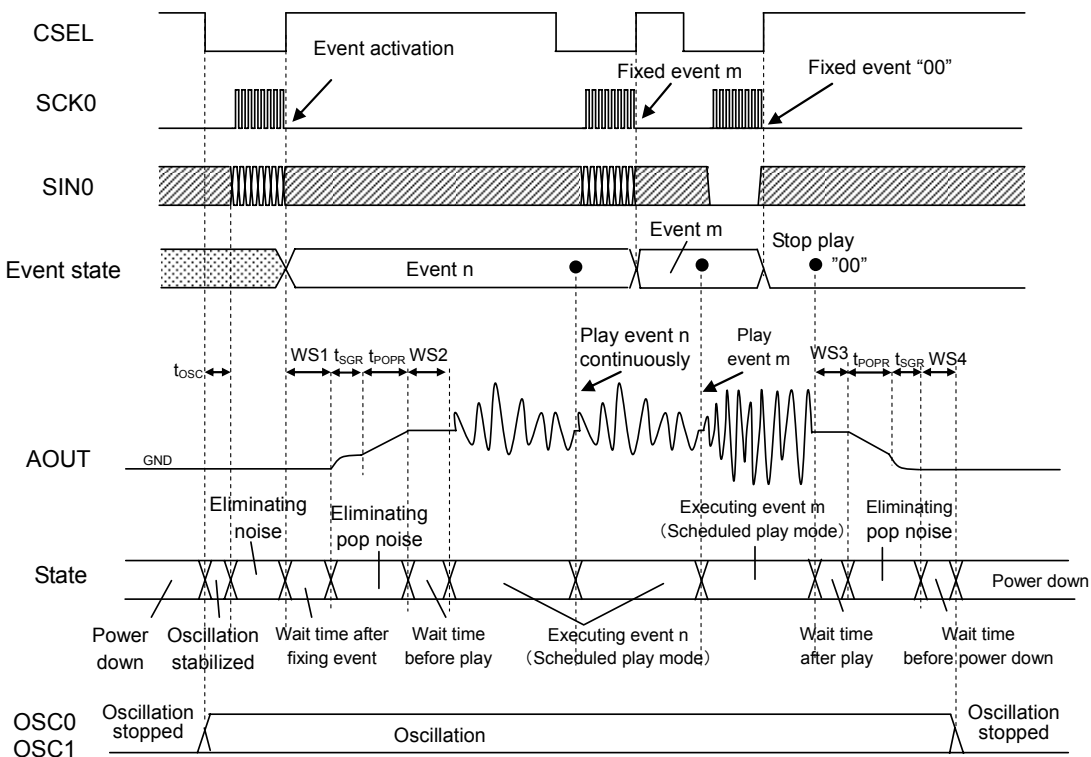 CSEL
Event activation
Fixed event m
Fixed event “00”
SCK0
SIN0
Event m
Stop play
"00"
Event state
Event n
Play event n
continuously
Play
event m
tOSC
WS1
tSGR
tPOPR
WS2
WS3
tPOPR
tSGR
WS4
AOUT
GND
Eliminating
noise
Eliminating
pop noise
Executing event m
(Scheduled play mode)
Eliminating
pop noise
State
Power down
Power
down
Oscillation
stabilized
Wait time after
fixing event
Wait time
before play
Executing event n
(Scheduled play mode)
Wait time
after play
Wait time
before power down
OSC0
OSC1
Oscillation
stopped
Oscillation
Oscillation
stopped